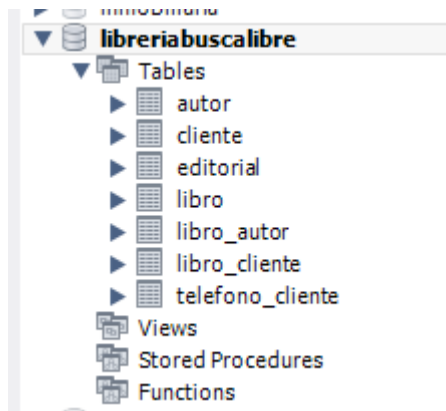 libreriabuscalibre
Tables
autor
cliente
editorial
libro
libro_autor
libro_cliente
telefono_cliente
Views
Stored Procedures
Functions